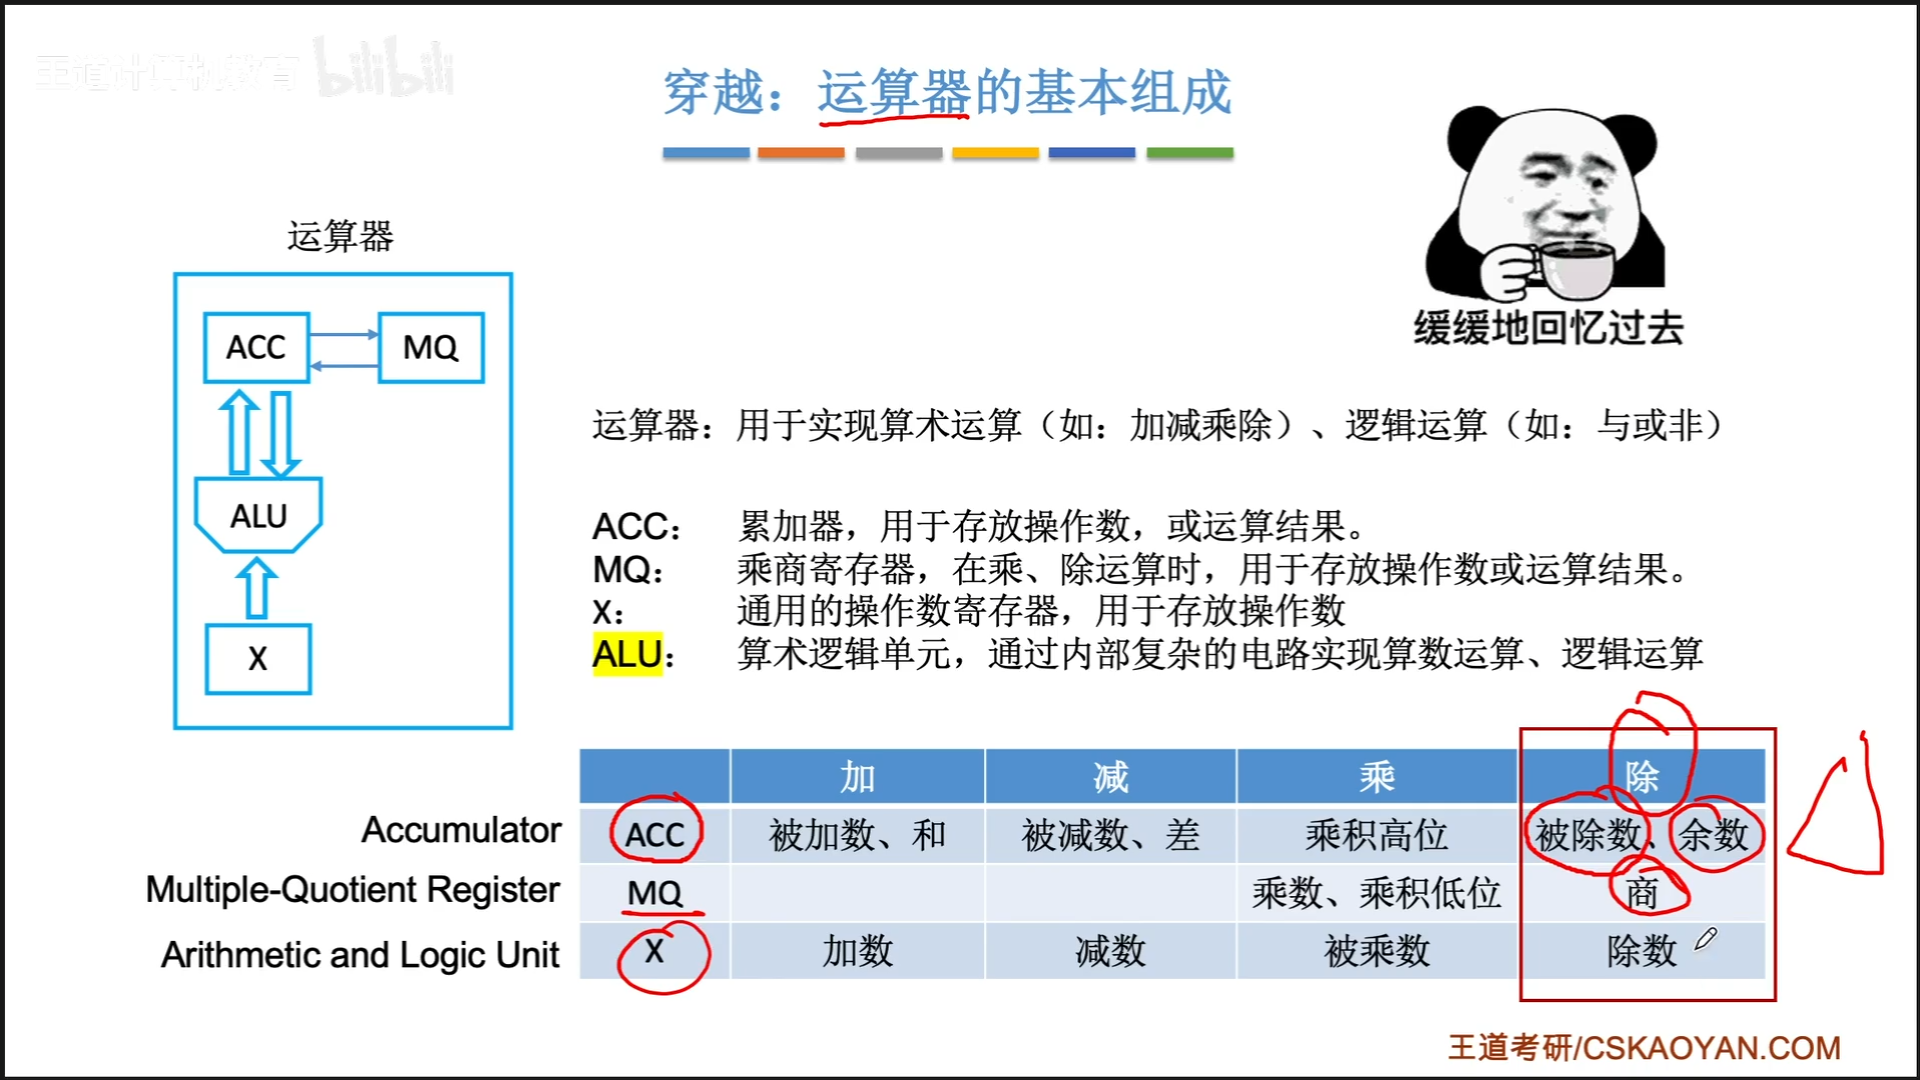 王道计算机教育 bilibili
穿越：运算器的基本组成
缓缓地回忆过去
运算器
ACC
MQ
ALU
X
运算器：用于实现算术运算（如：加减乘除）、逻辑运算（如：与或非）
ACC： 累加器，用于存放操作数，或运算结果。
MQ： 乘商寄存器，在乘、除运算时，用于存放操作数或运算结果。
X： 通用的操作数寄存器，用于存放操作数
ALU： 算术逻辑单元，通过内部复杂的电路实现算数运算、逻辑运算
加 减 乘 除
Accumulator ACC 被加数、和 被减数、差 乘积高位 被除数、余数
Multiple-Quotient Register MQ 乘数、乘积低位 商
Arithmetic and Logic Unit X 加数 减数 被乘数 除数
王道考研/CSKAOYAN.COM